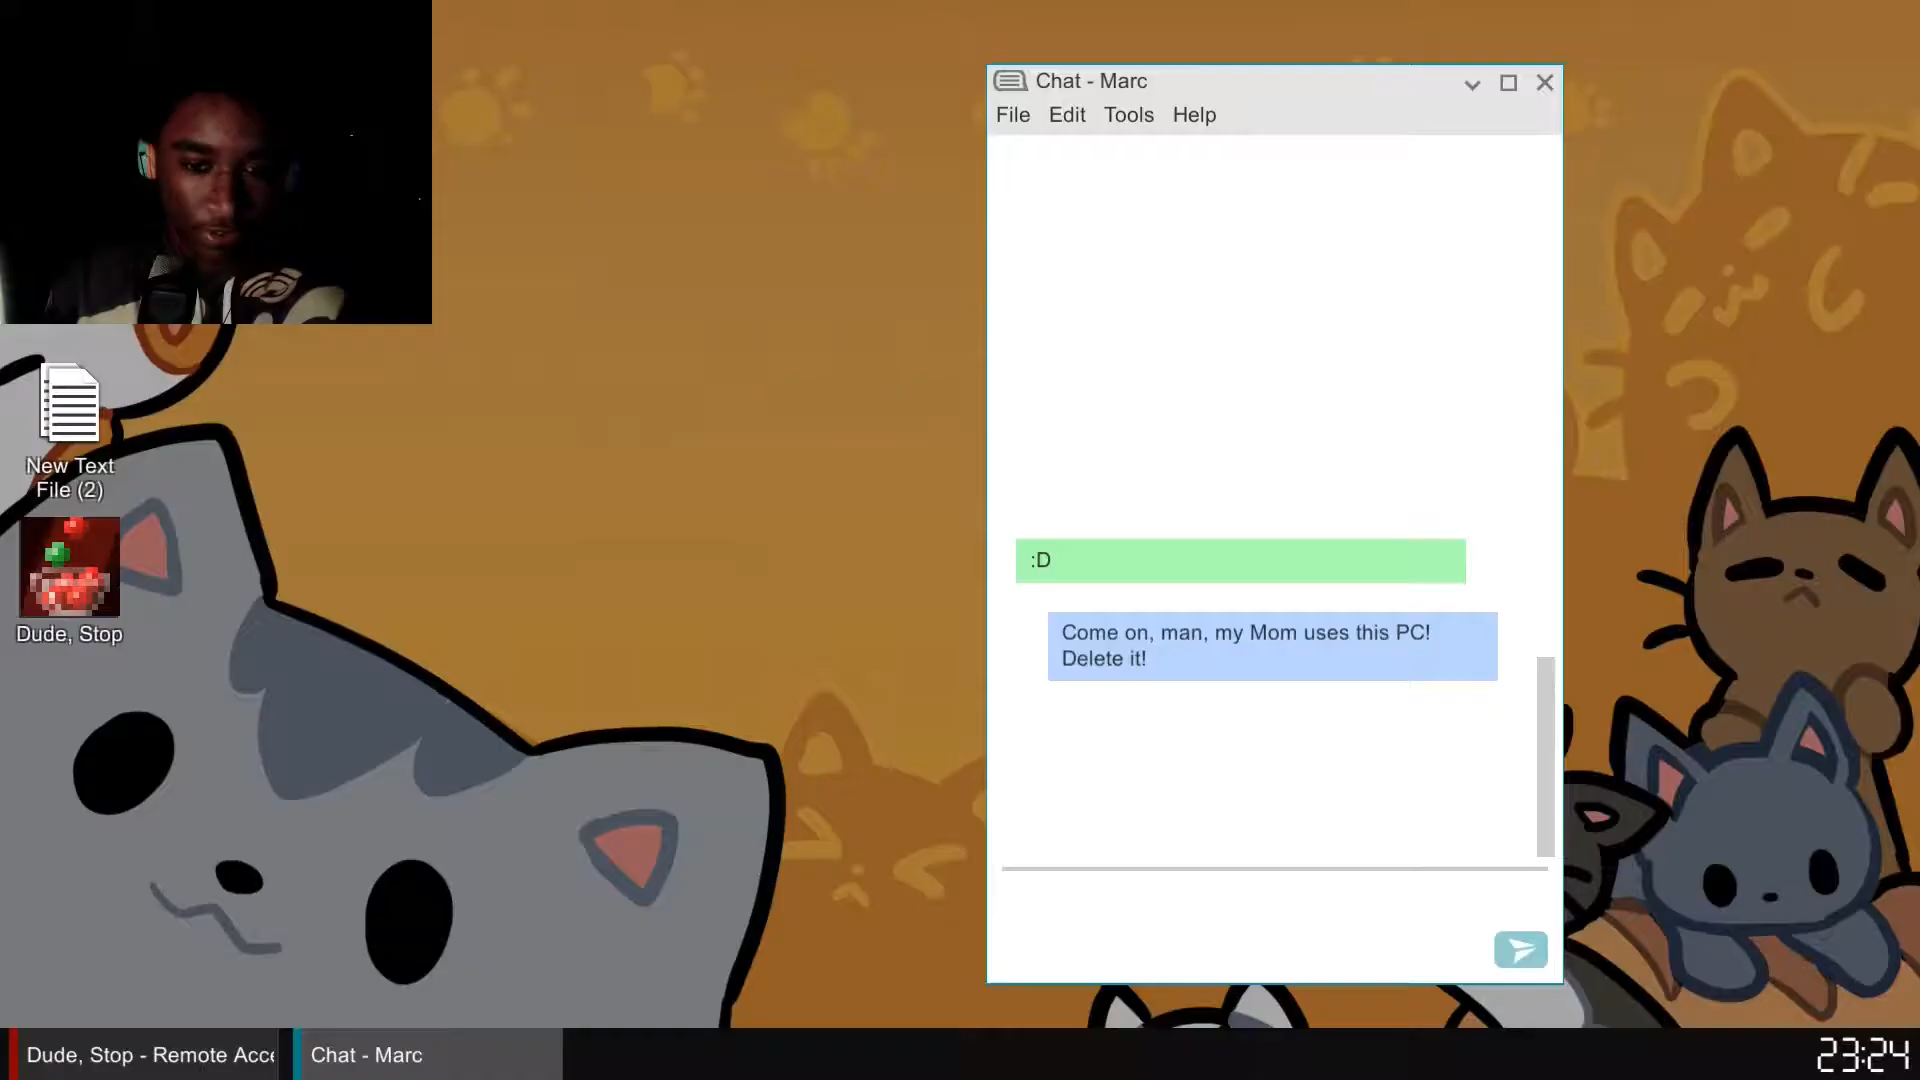 Chat - Marc
File Edit Tools Help
:D
Come on, man, my Mom uses this PC!
Delete it!
New Text
File (2)
Dude, Stop
Dude, Stop - Remote Acce
Chat - Marc
23:24